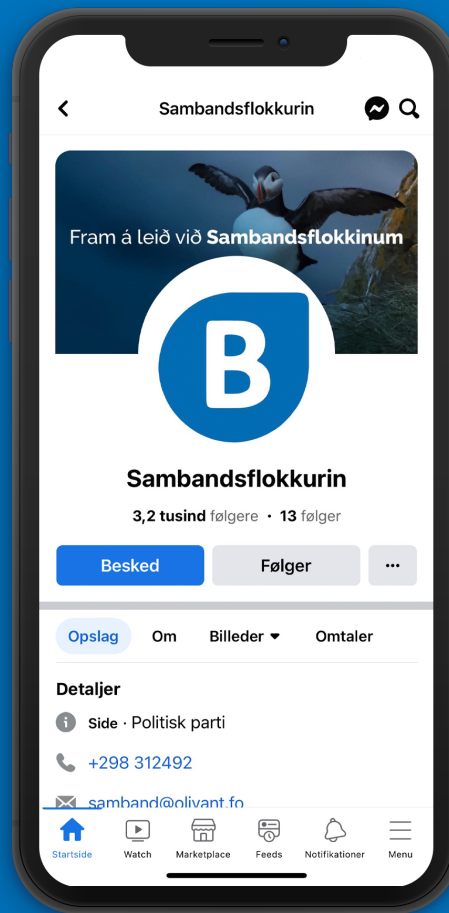 Sambandsflokkurin
Fram á leið við Sambandsflokkinum
B
Sambandsflokkurin
3,2 tusind følgere · 13 følger
Besked Følger
Opslag Om Billeder Omtaler
Detaljer
Side · Politisk parti
+298 312492
samband@olivant.fo
Startside Watch Marketplace Feeds Notifikationer Menu